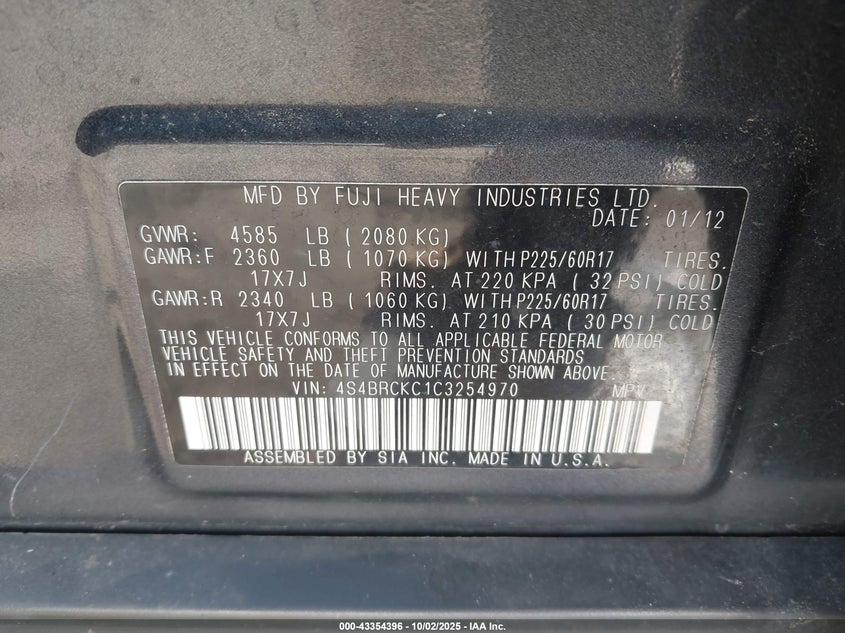 MFD BY FUJI HEAVY INDUSTRIES LTD.
DATE: 01/12
GVWR: 4585 LB ( 2080 KG)
GAWR:F 2360 LB ( 1070 KG) WITH P225/60R17 TIRES.
17X7J RIMS. AT 220 KPA ( 32 PSI) COLD
GAWR:R 2340 LB ( 1060 KG) WITH P225/60R17 TIRES.
17X7J RIMS. AT 210 KPA ( 30 PSI) COLD
THIS VEHICLE CONFORMS TO ALL APPLICABLE FEDERAL MOTOR
VEHICLE SAFETY AND THEFT PREVENTION STANDARDS
IN EFFECT ON THE DATE OF MANUFACTURE SHOWN ABOVE.
VIN: 4S4BRCKC1C3254970 MPV
ASSEMBLED BY SIA INC. MADE IN U.S.A.
000-43354396 - 10/02/2025 - IAA Inc.